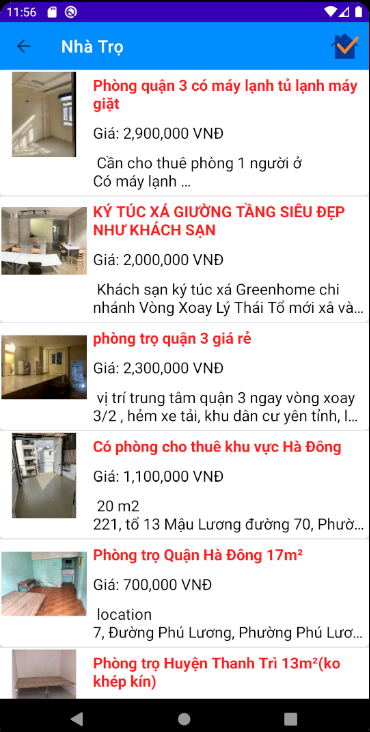 11:56
Nhà Trọ
Phòng quận 3 có máy lạnh tủ lạnh máy
giặt
Giá: 2,900,000 VNĐ
Cần cho thuê phòng 1 người ở
Có máy lạnh ...
KÝ TÚC XÁ GIƯỜNG TẦNG SIÊU ĐẸP
NHƯ KHÁCH SẠN
Giá: 2,000,000 VNĐ
Khách sạn ký túc xá Greenhome chi
nhánh Vòng Xoay Lý Thái Tổ mới xâ và...
phòng trọ quận 3 giá rẻ
Giá: 2,300,000 VNĐ
vị trí trung tâm quận 3 ngay vòng xoay
3/2 , hẻm xe tải, khu dân cư yên tỉnh, l...
Có phòng cho thuê khu vực Hà Đông
Giá: 1,100,000 VNĐ
20 m2
221, tổ 13 Mậu Lương đường 70, Phườ...
Phòng trọ Quận Hà Đông 17m²
Giá: 700,000 VNĐ
location
7, Đường Phú Lương, Phường Phú Lươ...
Phòng trọ Huyện Thanh Trì 13m²(ko
khép kín)